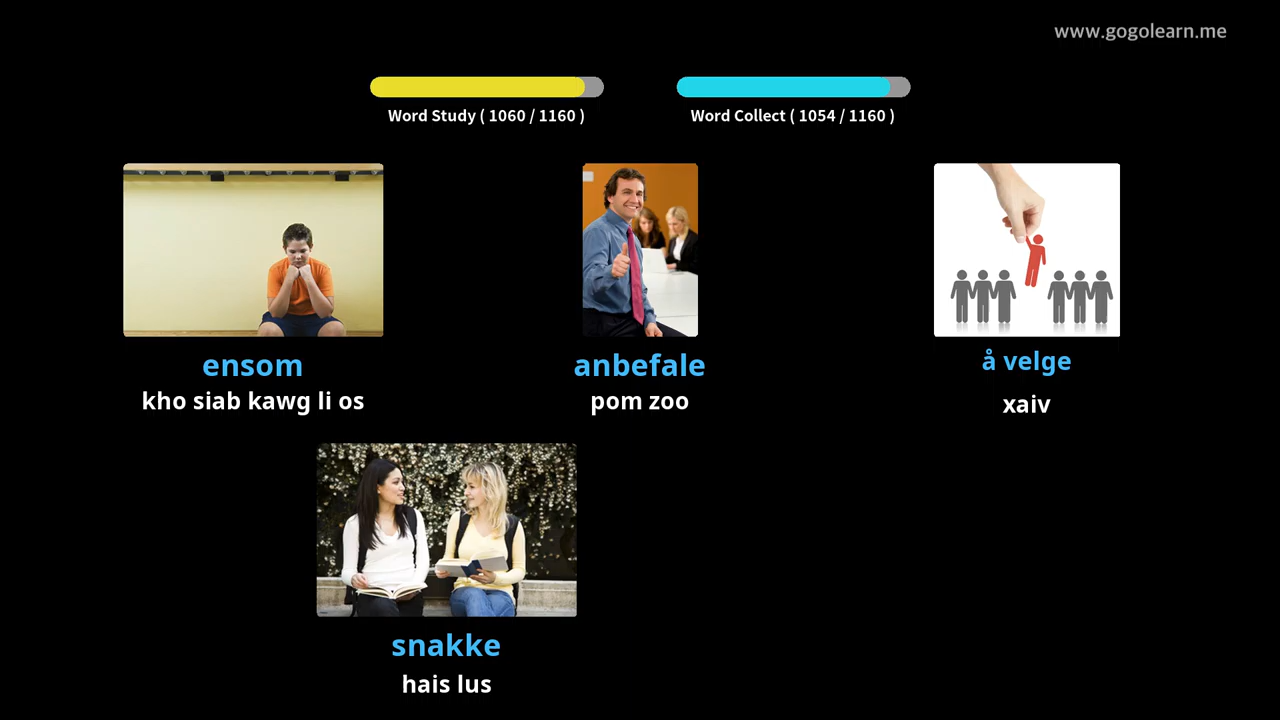 www.gogolearn.me
Word Study ( 1060 / 1160 )
Word Collect ( 1054 / 1160 )
ensom
kho siab kawg li os
anbefale
pom zoo
å velge
xaiv
snakke
hais lus